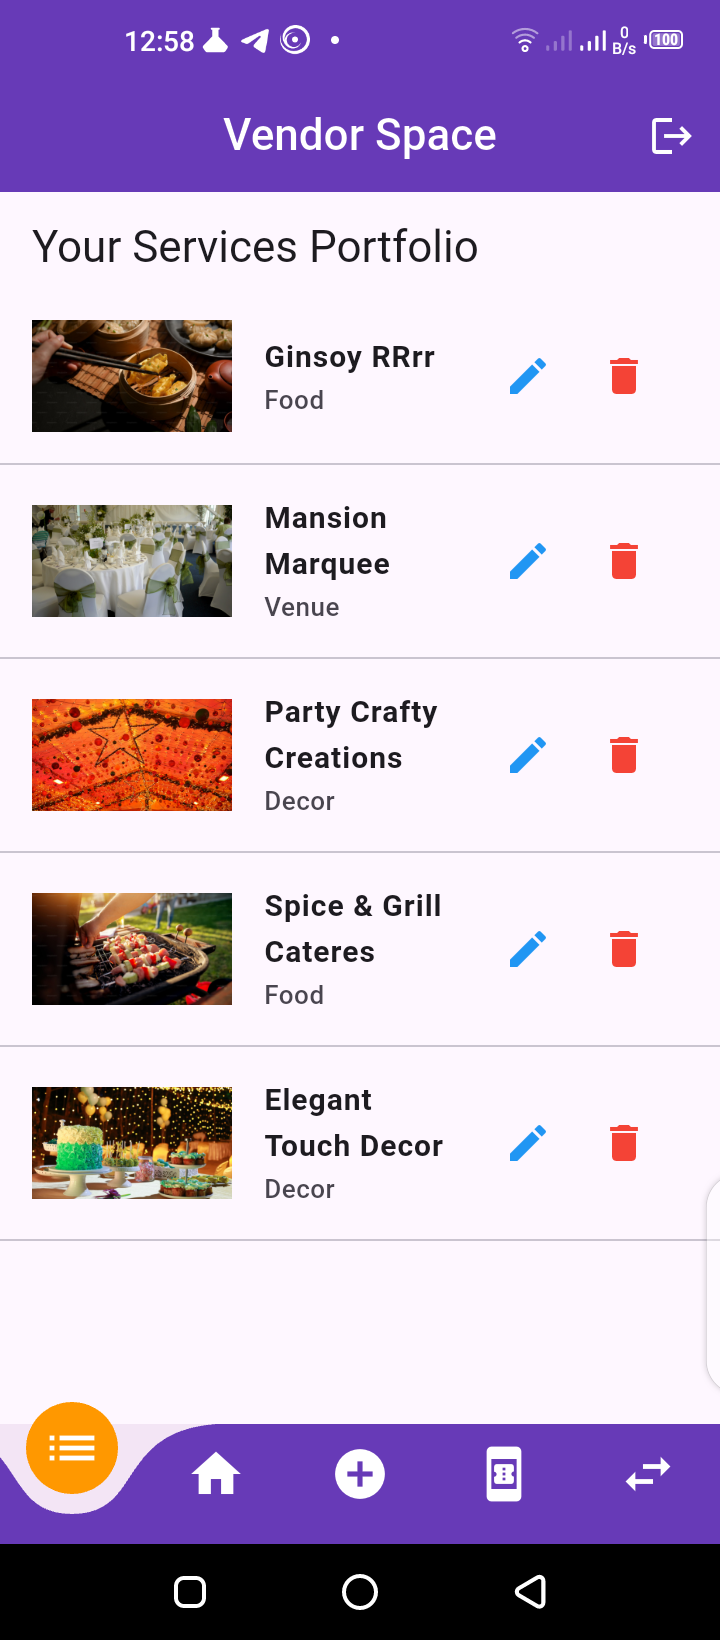 12:58
0
B/s
100
Vendor Space
Your Services Portfolio
Ginsoy RRrr
Food
Mansion
Marquee
Venue
Party Crafty
Creations
Decor
Spice & Grill
Cateres
Food
Elegant
Touch Decor
Decor